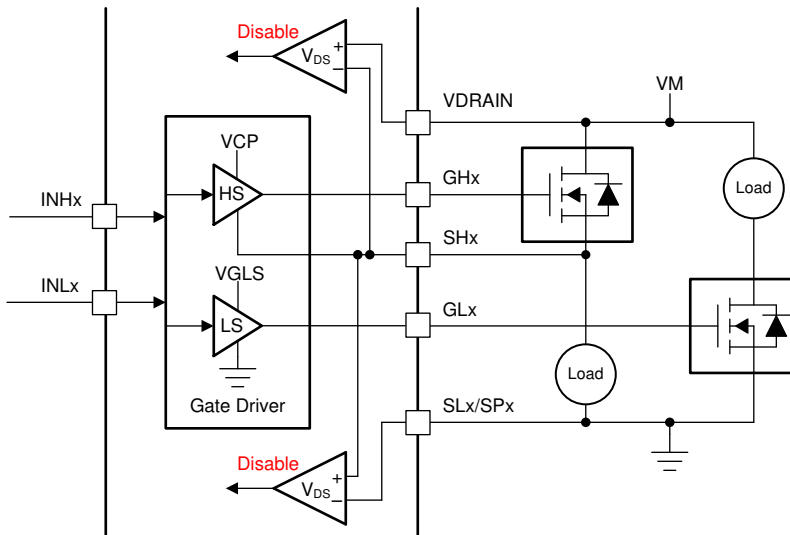 Disable
VDS
+
−
VDRAIN
VM
VCP
GHx
Load
HS
INHx
SHx
VGLS
INLx
GLx
LS
Load
Gate Driver
SLx/SPx
Disable
VDS
+
−